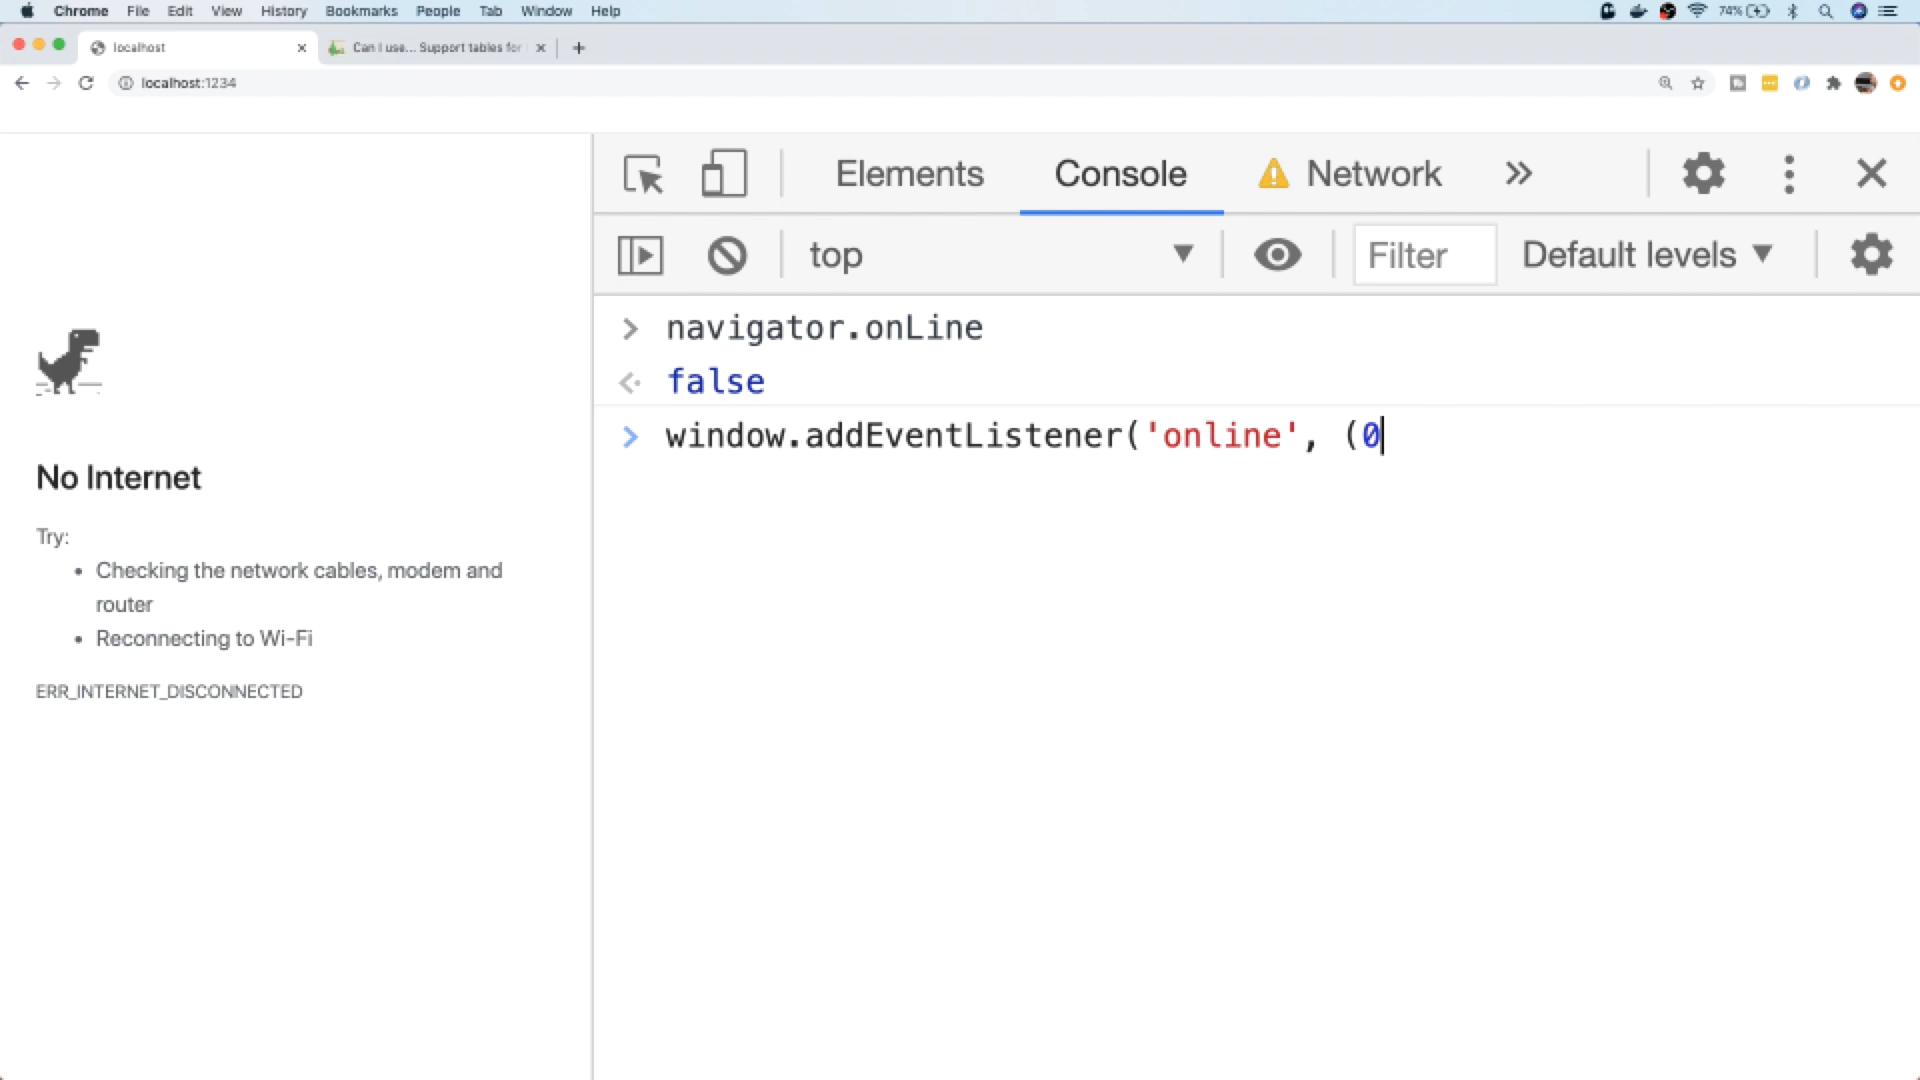 Chrome File Edit View History Bookmarks People Tab Window Help 74%
localhost Can I use... Support tables for
localhost:1234
Elements Console Network
top Filter Default levels
navigator.onLine
false
window.addEventListener('online', (0
No Internet
Try:
Checking the network cables, modem and
router
Reconnecting to Wi-Fi
ERR_INTERNET_DISCONNECTED